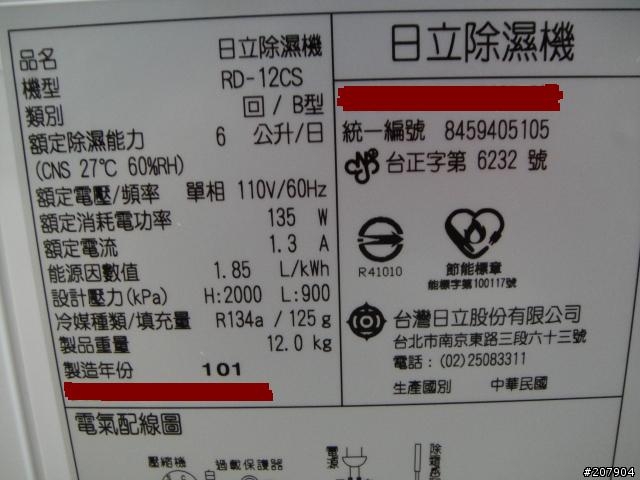 品名 日立除濕機
機型 RD-12CS
類別 回 / B型
額定除濕能力 6 公升/日
(CNS 27℃ 60%RH)
額定電壓/頻率 單相 110V/60Hz
額定消耗電功率 135 W
額定電流 1.3 A
能源因數值 1.85 L/kWh
設計壓力(kPa) H:2000 L:900
冷媒種類/填充量 R134a / 125g
製品重量 12.0 kg
製造年份 101
日立除濕機
統一編號 8459405105
台正字第 6232 號
R41010
節能標章
能標字第100117號
台灣日立股份有限公司
台北市南京東路三段六十三號
電話：(02)25083311
生產國別 中華民國
電氣配線圖
壓縮機
過載保護器
電源
#207904